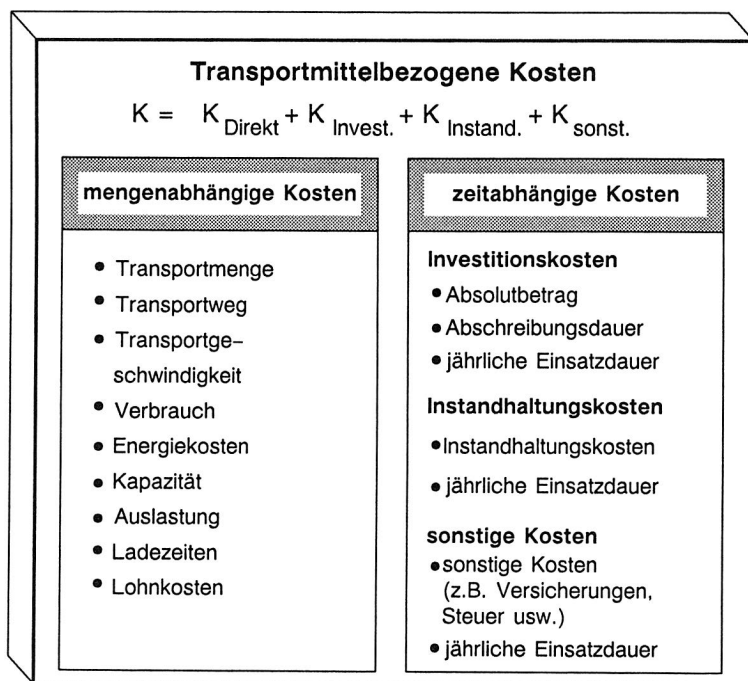 Transportmittelbezogene Kosten
K = K Direkt + K Invest. + K Instand. + K sonst.
mengenabhängige Kosten
• Transportmenge
• Transportweg
• Transportge-
schwindigkeit
• Verbrauch
• Energiekosten
• Kapazität
• Auslastung
• Ladezeiten
• Lohnkosten
zeitabhängige Kosten
Investitionskosten
• Absolutbetrag
• Abschreibungsdauer
• jährliche Einsatzdauer
Instandhaltungskosten
• Instandhaltungskosten
• jährliche Einsatzdauer
sonstige Kosten
• sonstige Kosten
(z.B. Versicherungen,
Steuer usw.)
• jährliche Einsatzdauer